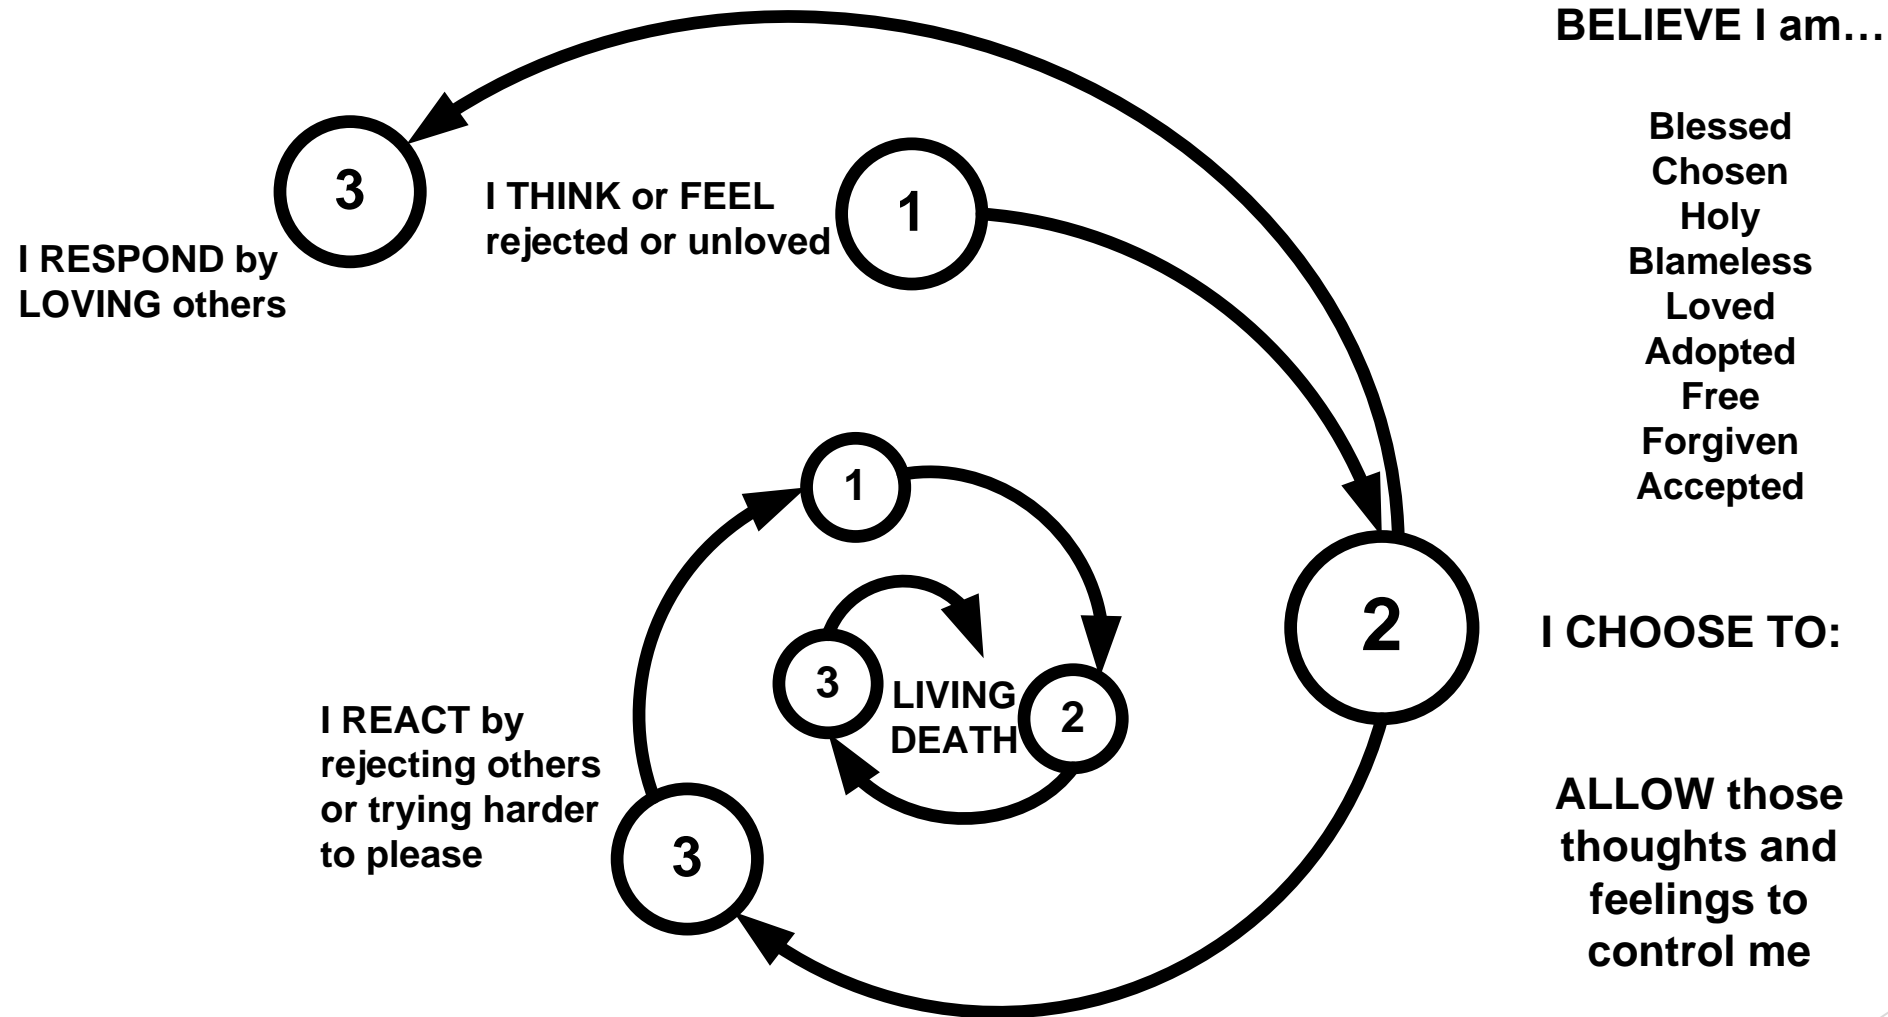 BELIEVE I am…
Blessed
Chosen
Holy
Blameless
Loved
Adopted
Free
Forgiven
Accepted
3
I RESPOND by
LOVING others
I THINK or FEEL
rejected or unloved
1
2
I CHOOSE TO:
ALLOW those
thoughts and
feelings to
control me
1
3
LIVING
DEATH
2
I REACT by
rejecting others
or trying harder
to please
3